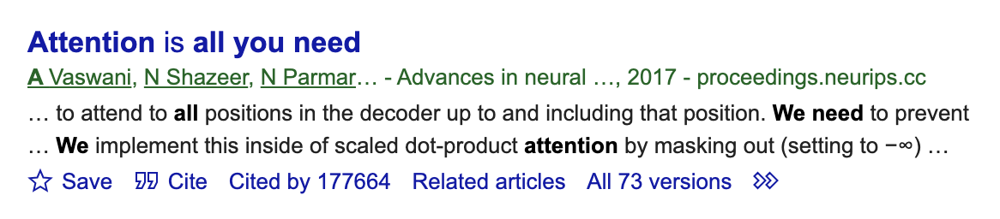 Attention is all you need
A Vaswani, N Shazeer, N Parmar… - Advances in neural …, 2017 - proceedings.neurips.cc
… to attend to all positions in the decoder up to and including that position. We need to prevent
… We implement this inside of scaled dot-product attention by masking out (setting to −∞) …
Save Cite Cited by 177664 Related articles All 73 versions